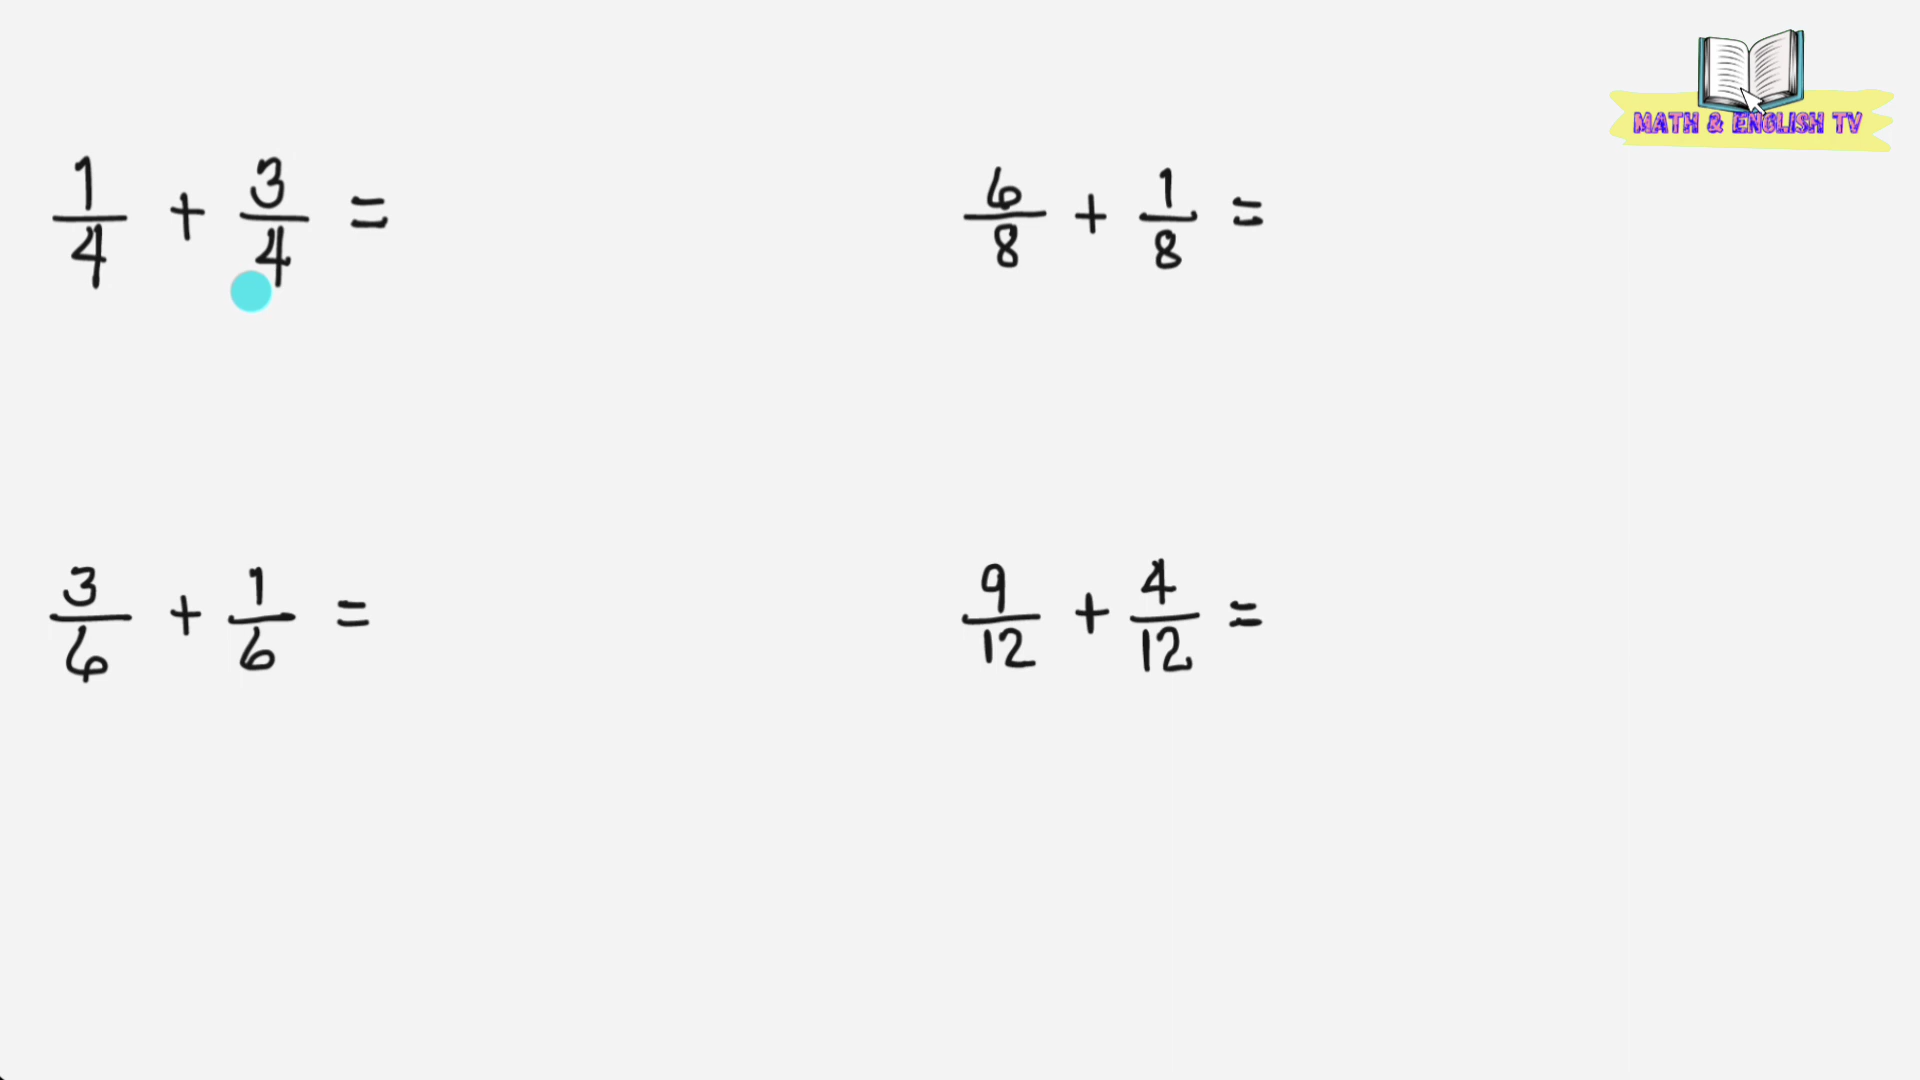 MATH & ENGLISH TV
1/4 + 3/4 =
6/8 + 1/8 =
3/6 + 1/6 =
9/12 + 4/12 =